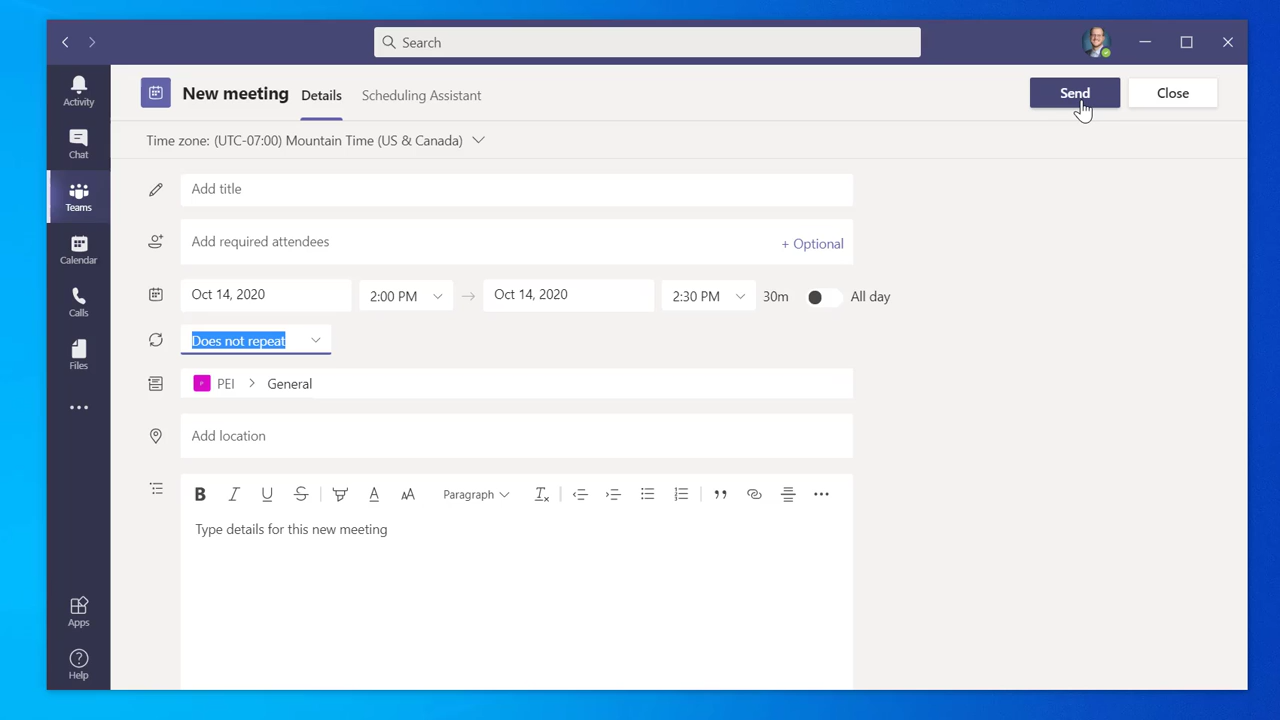 Search
Activity
Chat
Teams
Calendar
Calls
Files
Apps
Help
New meeting Details Scheduling Assistant Send Close
Time zone: (UTC-07:00) Mountain Time (US & Canada)
Add title
Add required attendees + Optional
Oct 14, 2020 2:00 PM → Oct 14, 2020 2:30 PM 30m All day
Does not repeat
P PEI > General
Add location
B I U S A AA Paragraph Tx
Type details for this new meeting